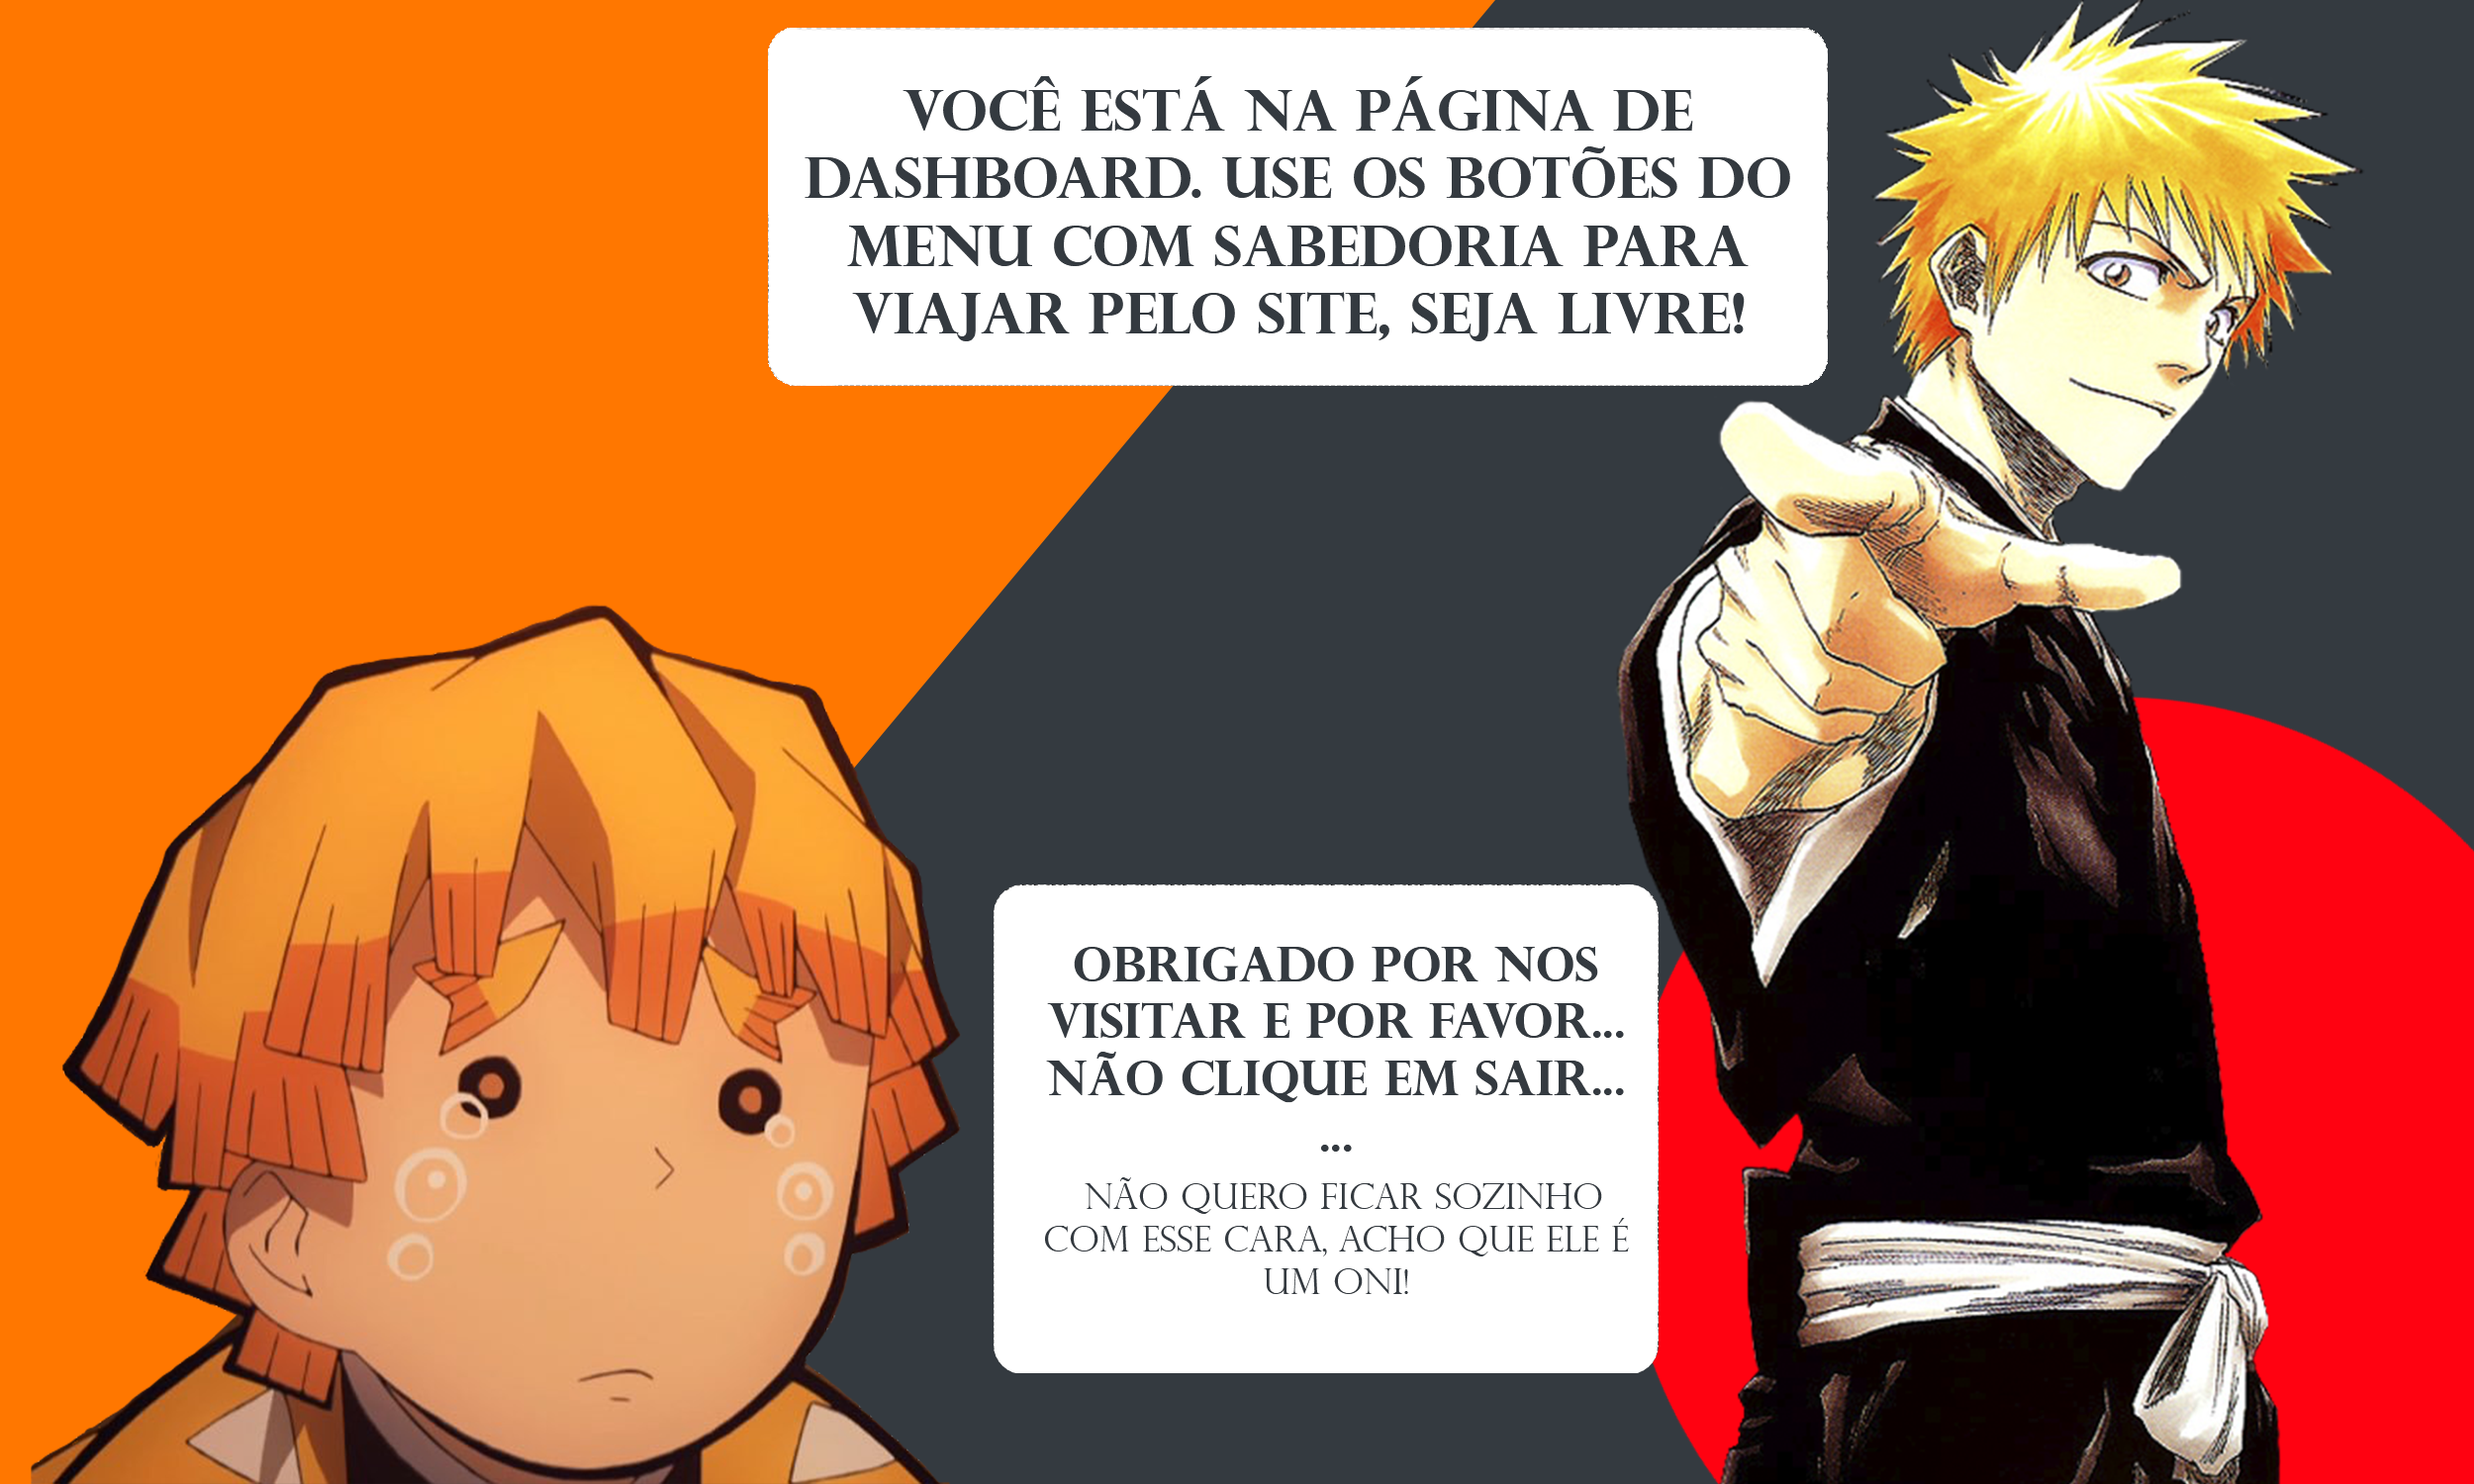 VOCÊ ESTÁ NA PÁGINA DE
DASHBOARD. USE OS BOTÕES DO
MENU COM SABEDORIA PARA
VIAJAR PELO SITE, SEJA LIVRE!
OBRIGADO POR NOS
VISITAR E POR FAVOR...
NÃO CLIQUE EM SAIR...
...
NÃO QUERO FICAR SOZINHO
COM ESSE CARA, ACHO QUE ELE É
UM ONI!